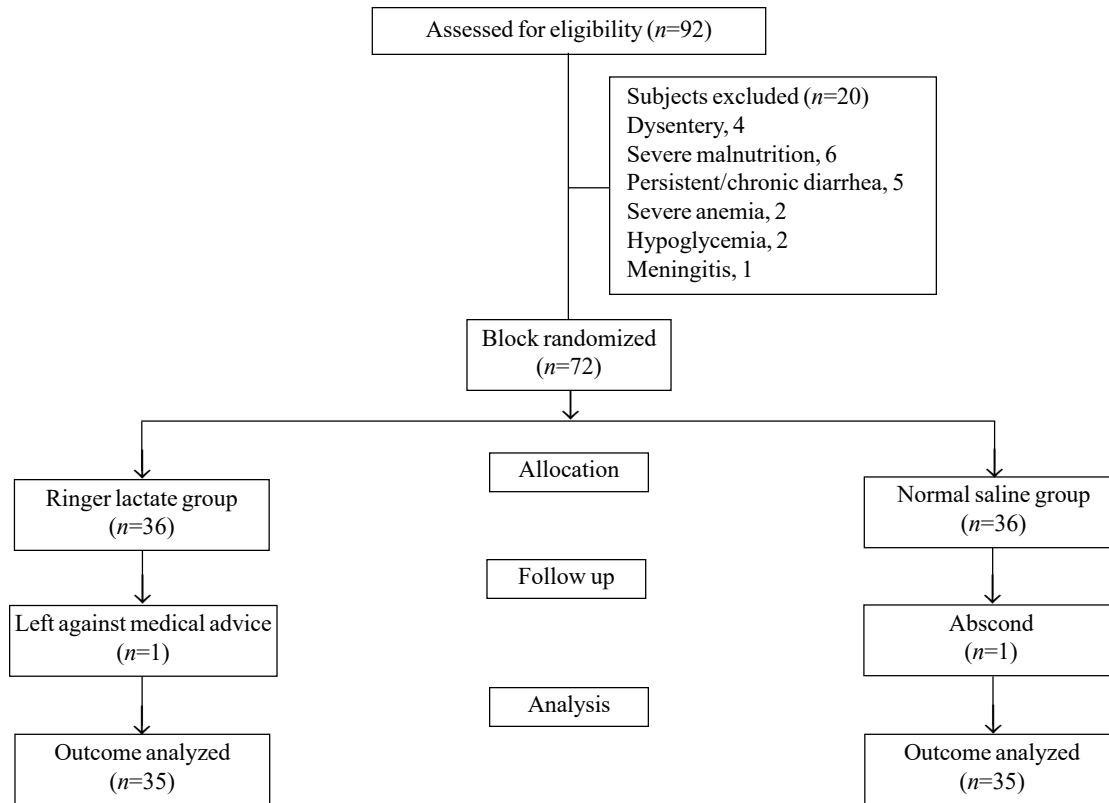 Assessed for eligibility (n=92)
Subjects excluded (n=20)
Dysentery, 4
Severe malnutrition, 6
Persistent/chronic diarrhea, 5
Severe anemia, 2
Hypoglycemia, 2
Meningitis, 1
Block randomized
(n=72)
Allocation
Ringer lactate group
(n=36)
Normal saline group
(n=36)
Follow up
Left against medical advice
(n=1)
Abscond
(n=1)
Analysis
Outcome analyzed
(n=35)
Outcome analyzed
(n=35)